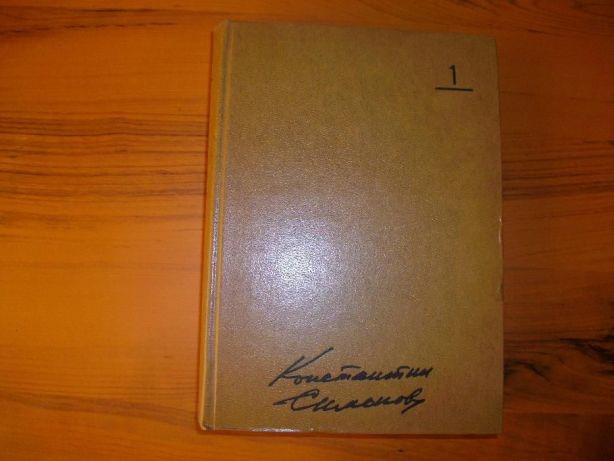 1
Константин
Симонов